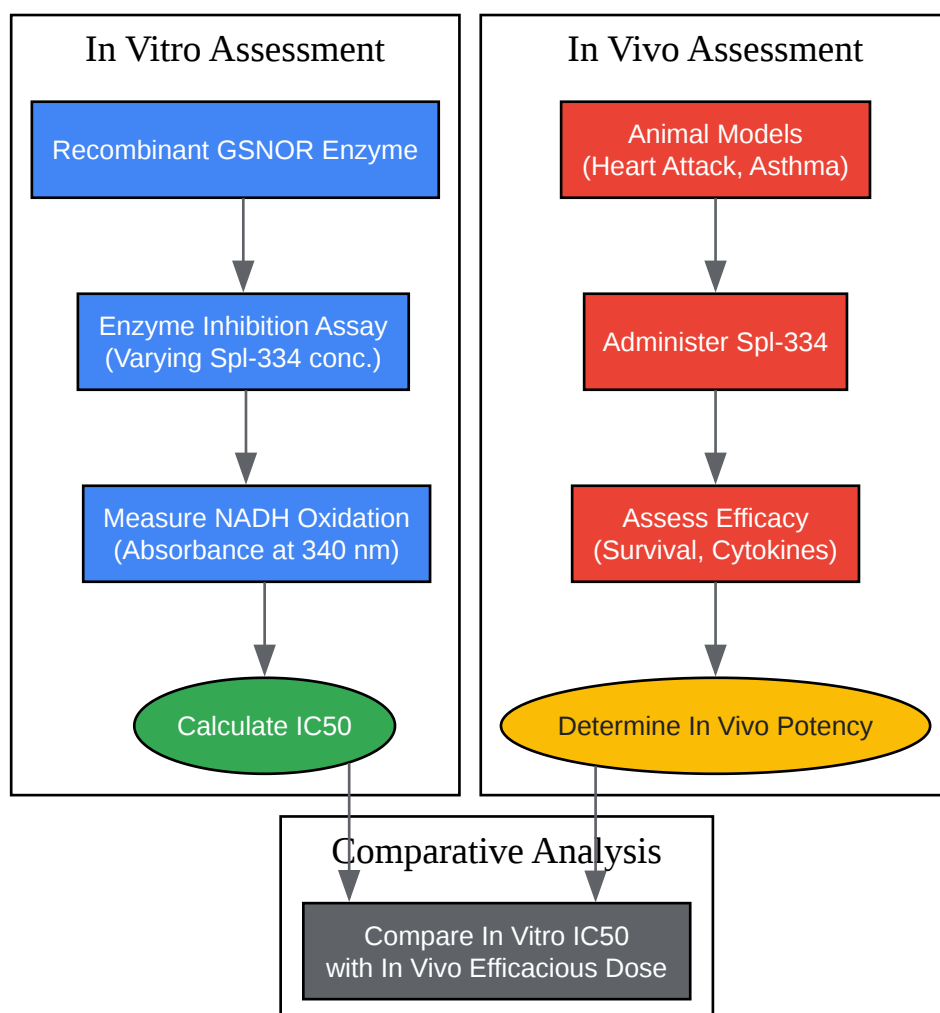 In Vitro Assessment
Recombinant GSNOR Enzyme
Enzyme Inhibition Assay
(Varying Spl-334 conc.)
Measure NADH Oxidation
(Absorbance at 340 nm)
Calculate IC50
In Vivo Assessment
Animal Models
(Heart Attack, Asthma)
Administer Spl-334
Assess Efficacy
(Survival, Cytokines)
Determine In Vivo Potency
Comparative Analysis
Compare In Vitro IC50
with In Vivo Efficacious Dose